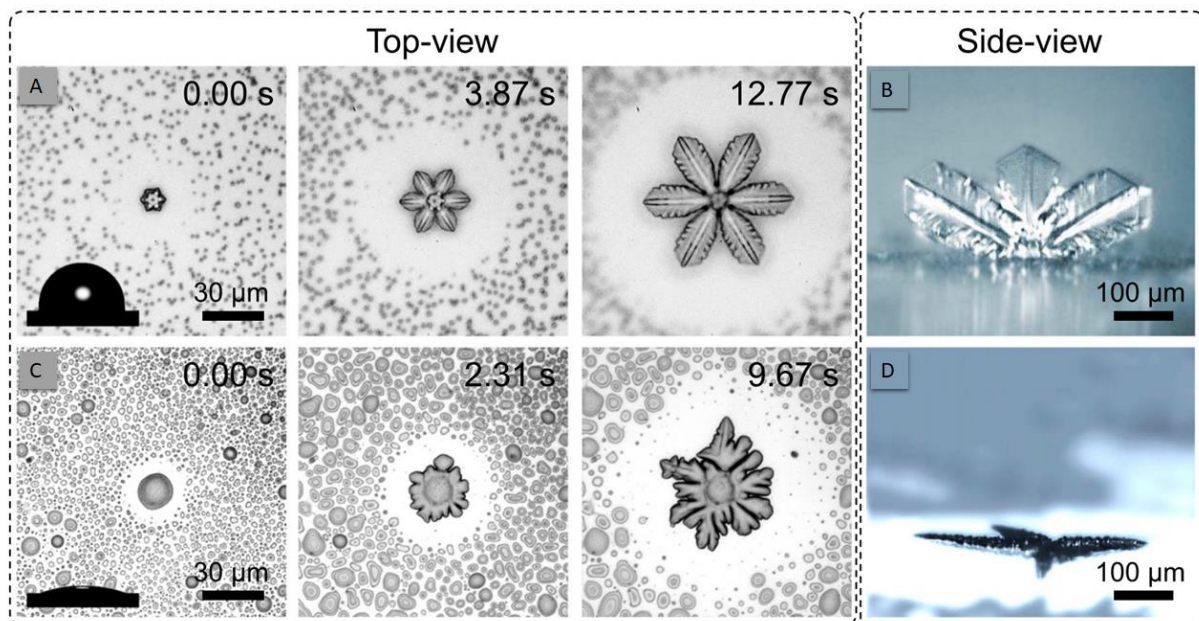 Top-view
Side-view
A
0.00 s
3.87 s
12.77 s
B
30 µm
100 µm
C
0.00 s
2.31 s
9.67 s
D
30 µm
100 µm